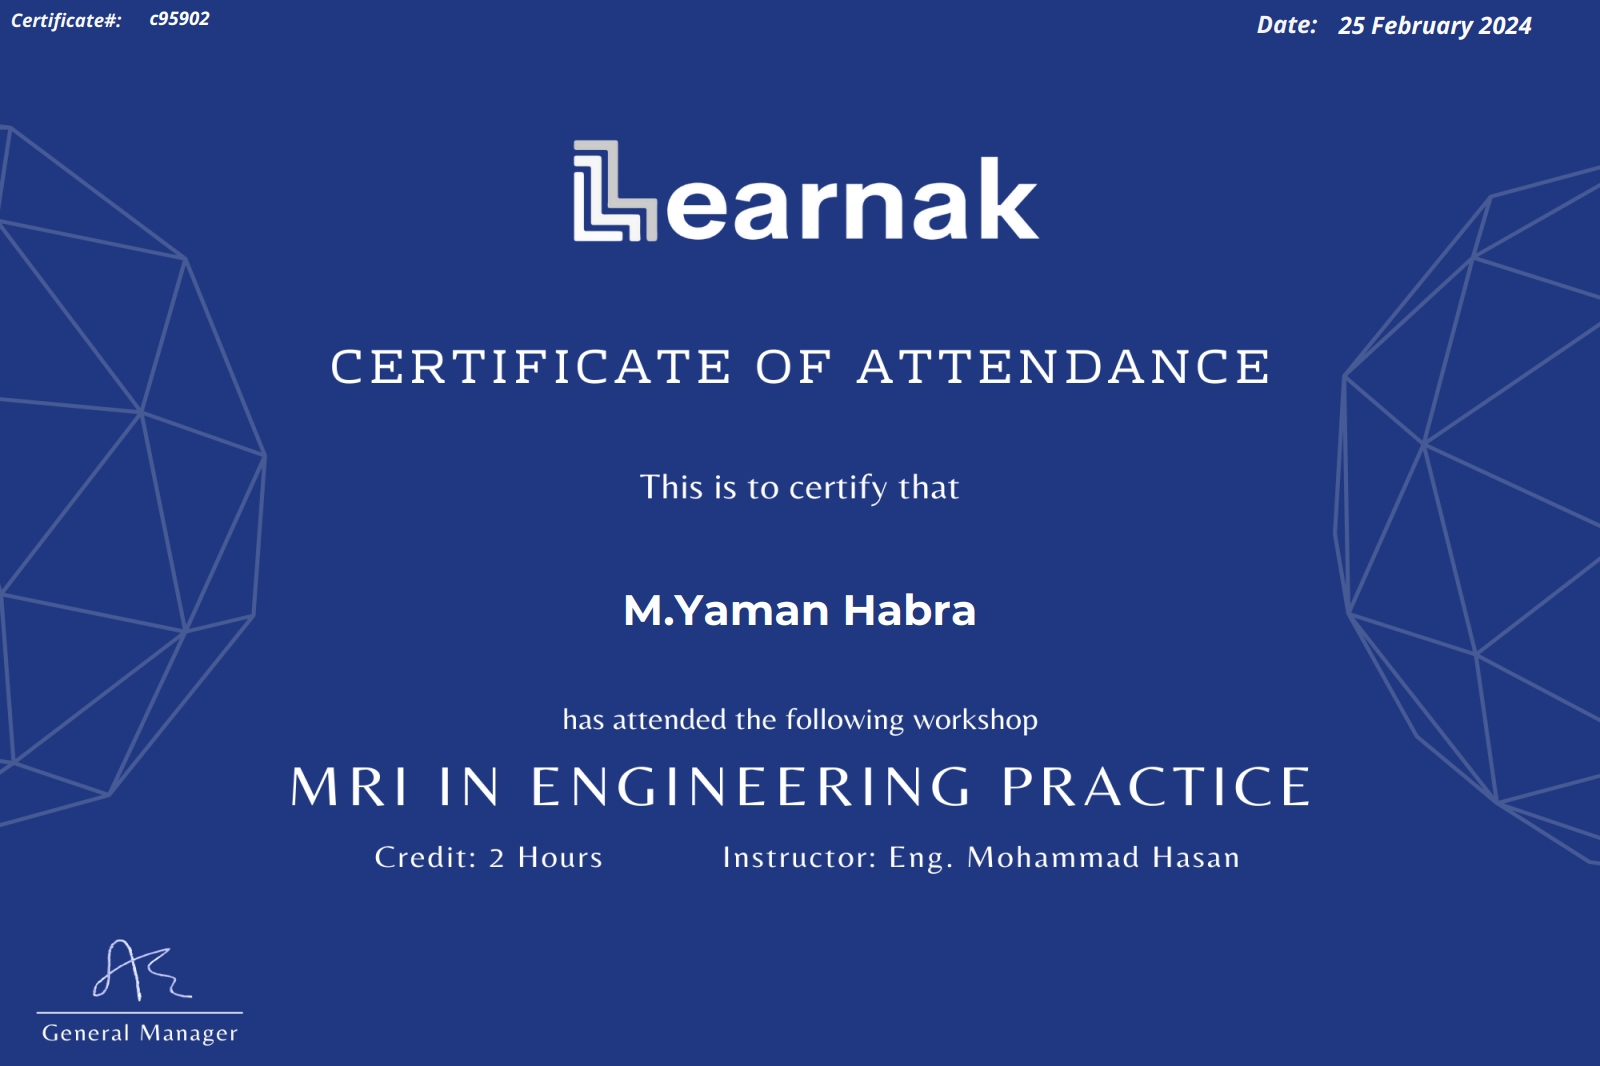 Certificate#: c95902
Date: 25 February 2024
Learnak
CERTIFICATE OF ATTENDANCE
This is to certify that
M.Yaman Habra
has attended the following workshop
MRI IN ENGINEERING PRACTICE
Credit: 2 Hours
Instructor: Eng. Mohammad Hasan
General Manager